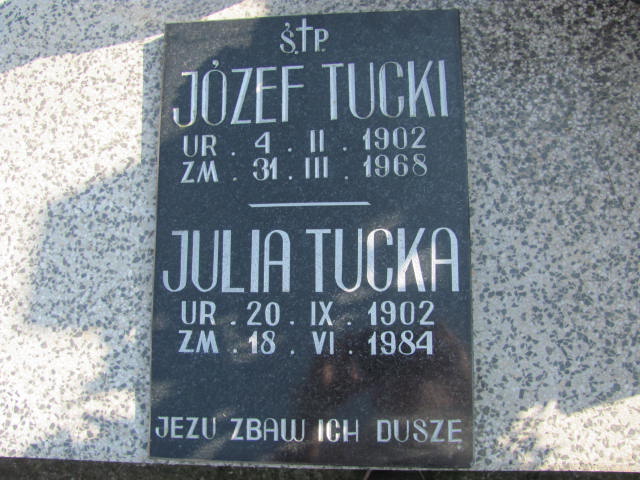 Ś.†P.
JÓZEF TUCKI
UR. 4. II. 1902
ZM. 31. III. 1968
JULIA TUCKA
UR. 20. IX. 1902
ZM. 18. VI. 1984
JEZU ZBAW ICH DUSZE